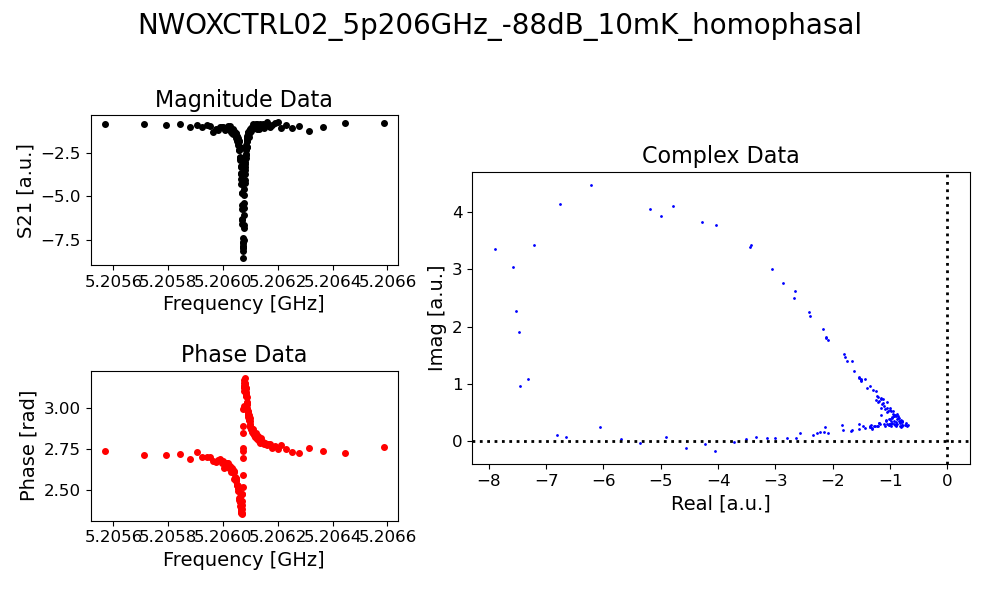 NWOXCTRL02_5p206GHz_-88dB_10mK_homophasal
Magnitude Data
S21 [a.u.]
−2.5
−5.0
−7.5
5.2056 5.2058 5.2060 5.2062 5.2064 5.2066
Frequency [GHz]
Phase Data
Phase [rad]
3.00
2.75
2.50
5.2056 5.2058 5.2060 5.2062 5.2064 5.2066
Frequency [GHz]
Complex Data
Imag [a.u.]
4
3
2
1
0
−8 −7 −6 −5 −4 −3 −2 −1 0
Real [a.u.]